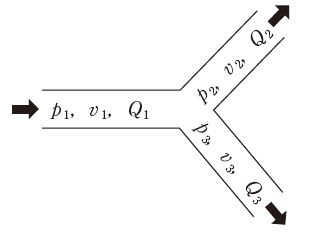 p₁, v₁, Q₁
p₂, v₂, Q₂
p₃, v₃, Q₃